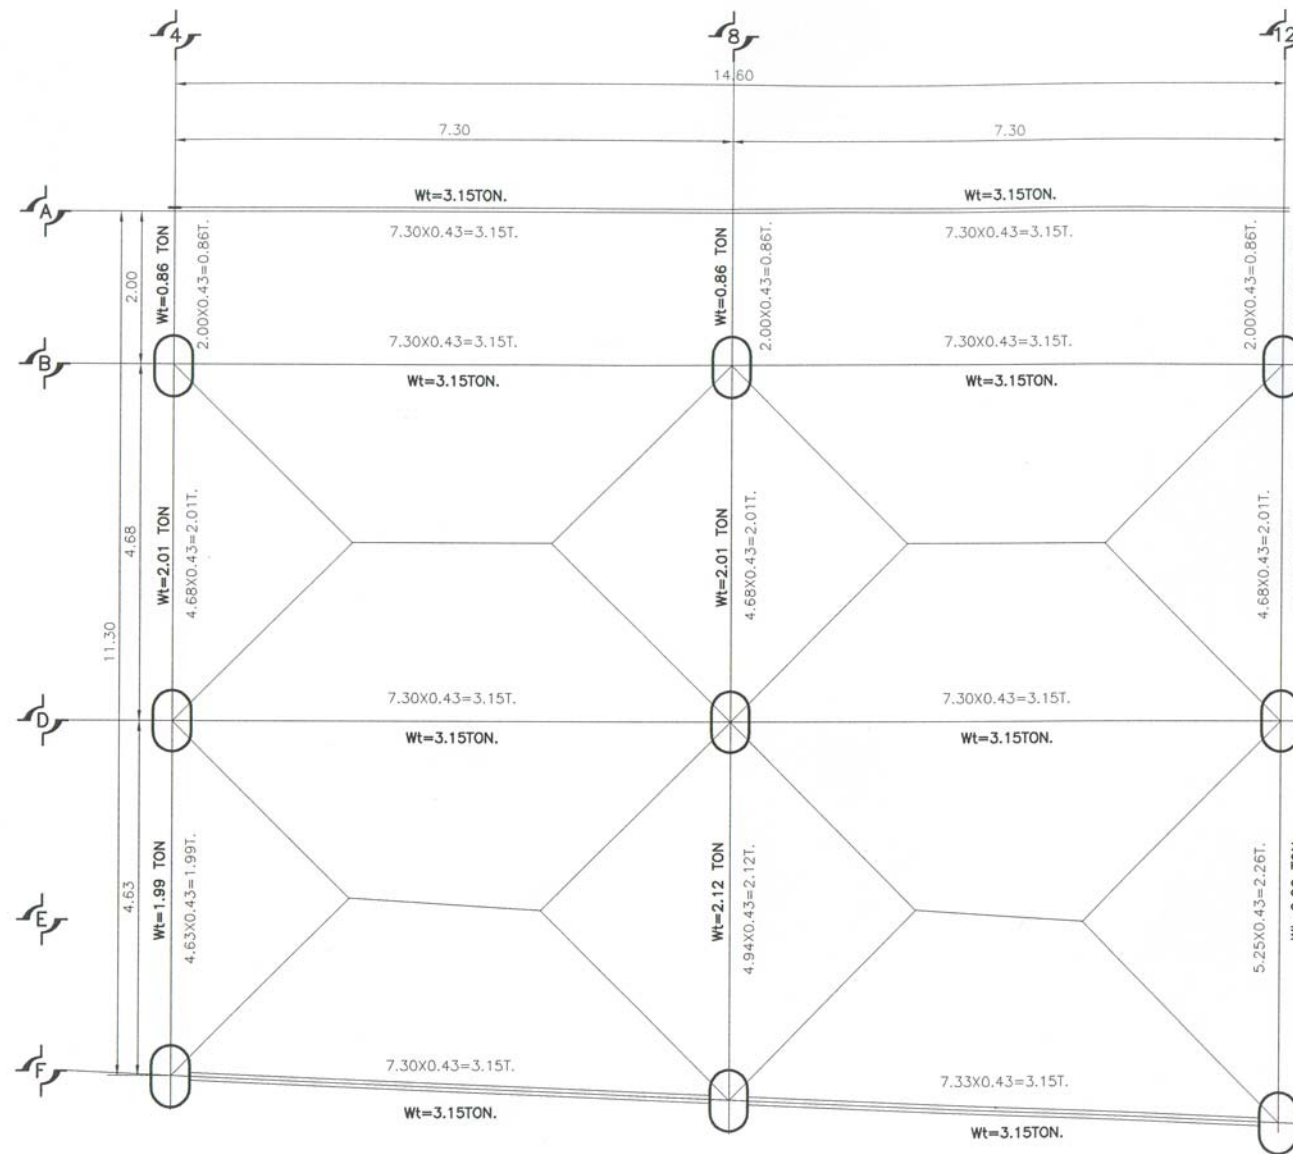 4
8
12
14.60
7.30
7.30
Wt=3.15TON.
Wt=3.15TON.
A
7.30X0.43=3.15T.
7.30X0.43=3.15T.
Wt=0.86 TON
2.00X0.43=0.86T.
Wt=0.86 TON
2.00X0.43=0.86T.
2.00X0.43=0.86T.
2.00
7.30X0.43=3.15T.
7.30X0.43=3.15T.
B
Wt=3.15TON.
Wt=3.15TON.
4.68
Wt=2.01 TON
4.68X0.43=2.01T.
Wt=2.01 TON
4.68X0.43=2.01T.
4.68X0.43=2.01T.
11.30
7.30X0.43=3.15T.
7.30X0.43=3.15T.
D
Wt=3.15TON.
Wt=3.15TON.
4.63
Wt=1.99 TON
4.63X0.43=1.99T.
Wt=2.12 TON
4.94X0.43=2.12T.
5.25X0.43=2.26T.
E
F
7.30X0.43=3.15T.
7.33X0.43=3.15T.
Wt=3.15TON.
Wt=3.15TON.